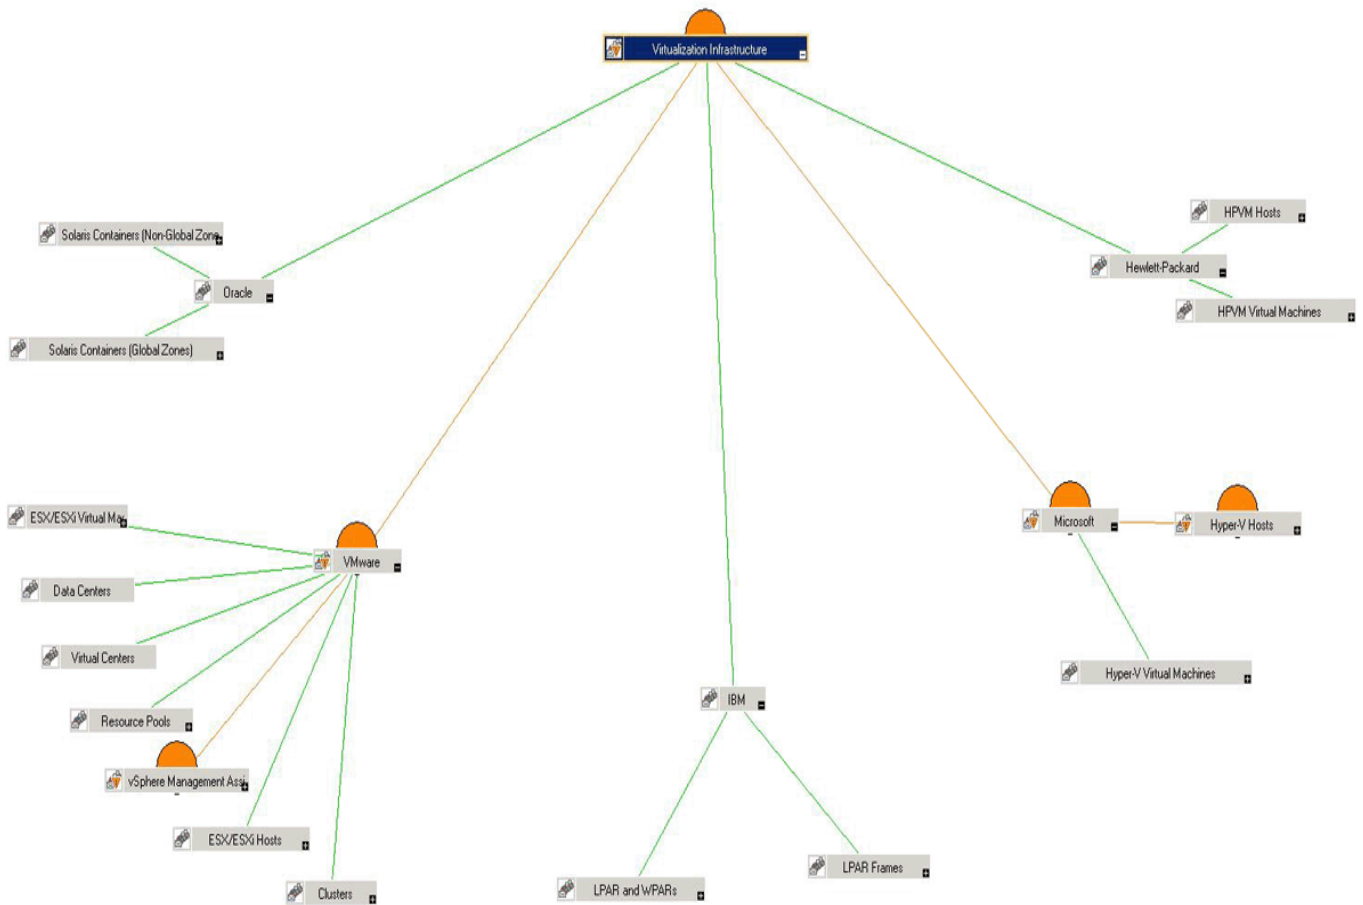 Virtualization Infrastructure
HPVM Hosts
Solaris Containers (Non-Global Zone
Hewlett-Packard
Oracle
HPVM Virtual Machines
Solaris Containers (Global Zones)
ESX/ESXi Virtual Mac
Microsoft
Hyper-V Hosts
VMware
Data Centers
Virtual Centers
Hyper-V Virtual Machines
IBM
Resource Pools
vSphere Management Assi
ESX/ESXi Hosts
LPAR Frames
LPAR and WPARs
Clusters